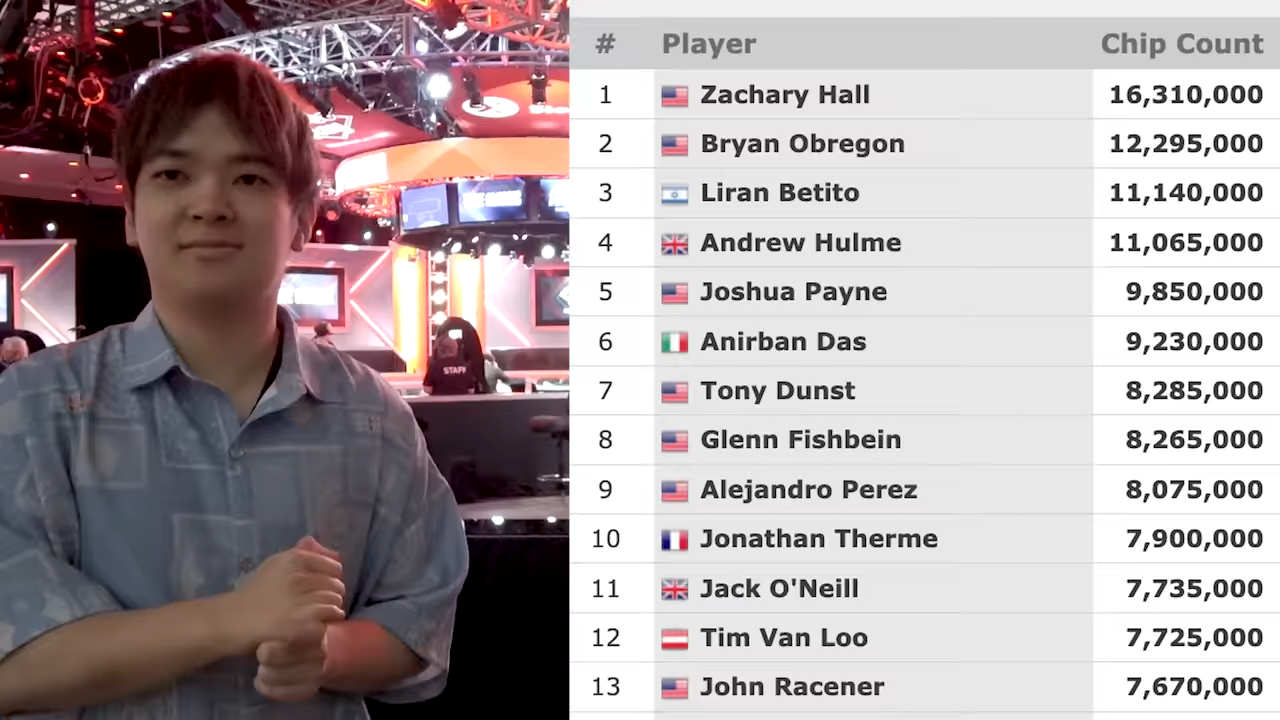 STAFF
# Player Chip Count
1 Zachary Hall 16,310,000
2 Bryan Obregon 12,295,000
3 Liran Betito 11,140,000
4 Andrew Hulme 11,065,000
5 Joshua Payne 9,850,000
6 Anirban Das 9,230,000
7 Tony Dunst 8,285,000
8 Glenn Fishbein 8,265,000
9 Alejandro Perez 8,075,000
10 Jonathan Therme 7,900,000
11 Jack O'Neill 7,735,000
12 Tim Van Loo 7,725,000
13 John Racener 7,670,000